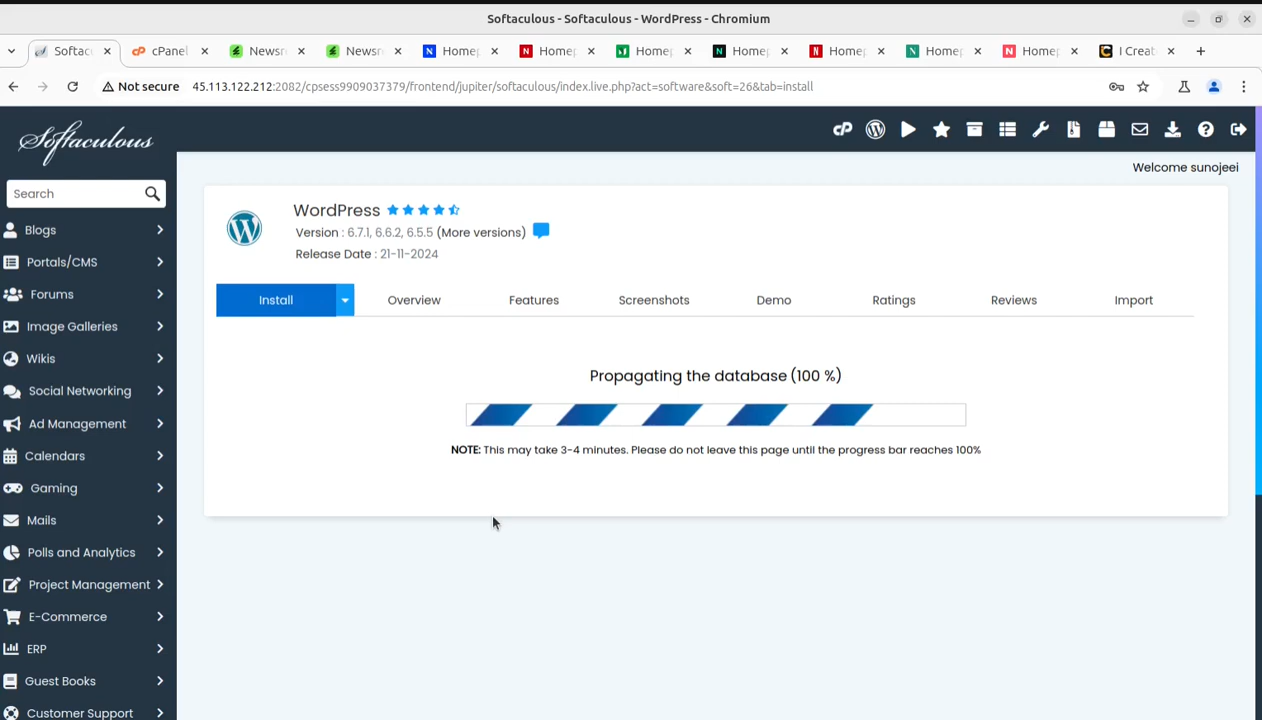 Softaculous - Softaculous - WordPress - Chromium
Softac
cPanel
Newsr
Newsr
Home
Home
Home
Home
Home
Home
Home
I Creat
Not secure
45.113.122.212:2082/cpsess9909037379/frontend/jupiter/softaculous/index.live.php?act=software&soft=26&tab=install
Softaculous
Welcome sunojeei
Search
Blogs
Portals/CMS
Forums
Image Galleries
Wikis
Social Networking
Ad Management
Calendars
Gaming
Mails
Polls and Analytics
Project Management
E-Commerce
ERP
Guest Books
Customer Support
WordPress
Version : 6.7.1, 6.6.2, 6.5.5 (More versions)
Release Date : 21-11-2024
Install Overview Features Screenshots Demo Ratings Reviews Import
Propagating the database (100 %)
NOTE: This may take 3-4 minutes. Please do not leave this page until the progress bar reaches 100%